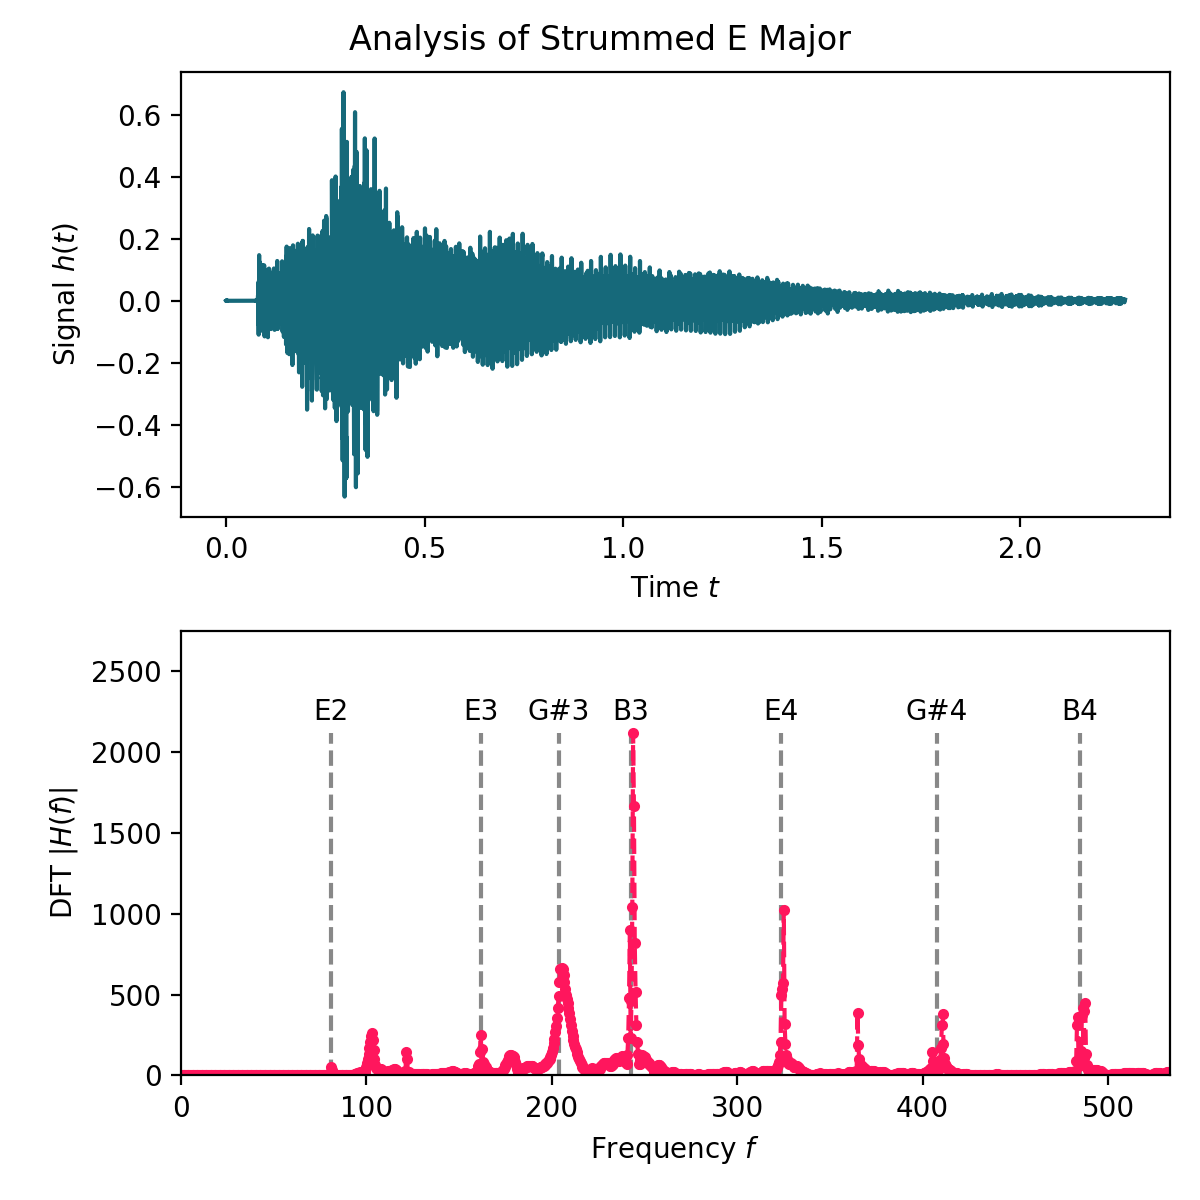 Analysis of Strummed E Major
0.6
0.4
0.2
0.0
−0.2
−0.4
−0.6
Signal h(t)
0.0 0.5 1.0 1.5 2.0
Time t
2500
2000
1500
1000
500
0
DFT |H(f)|
E2 E3 G#3 B3 E4 G#4 B4
0 100 200 300 400 500
Frequency f